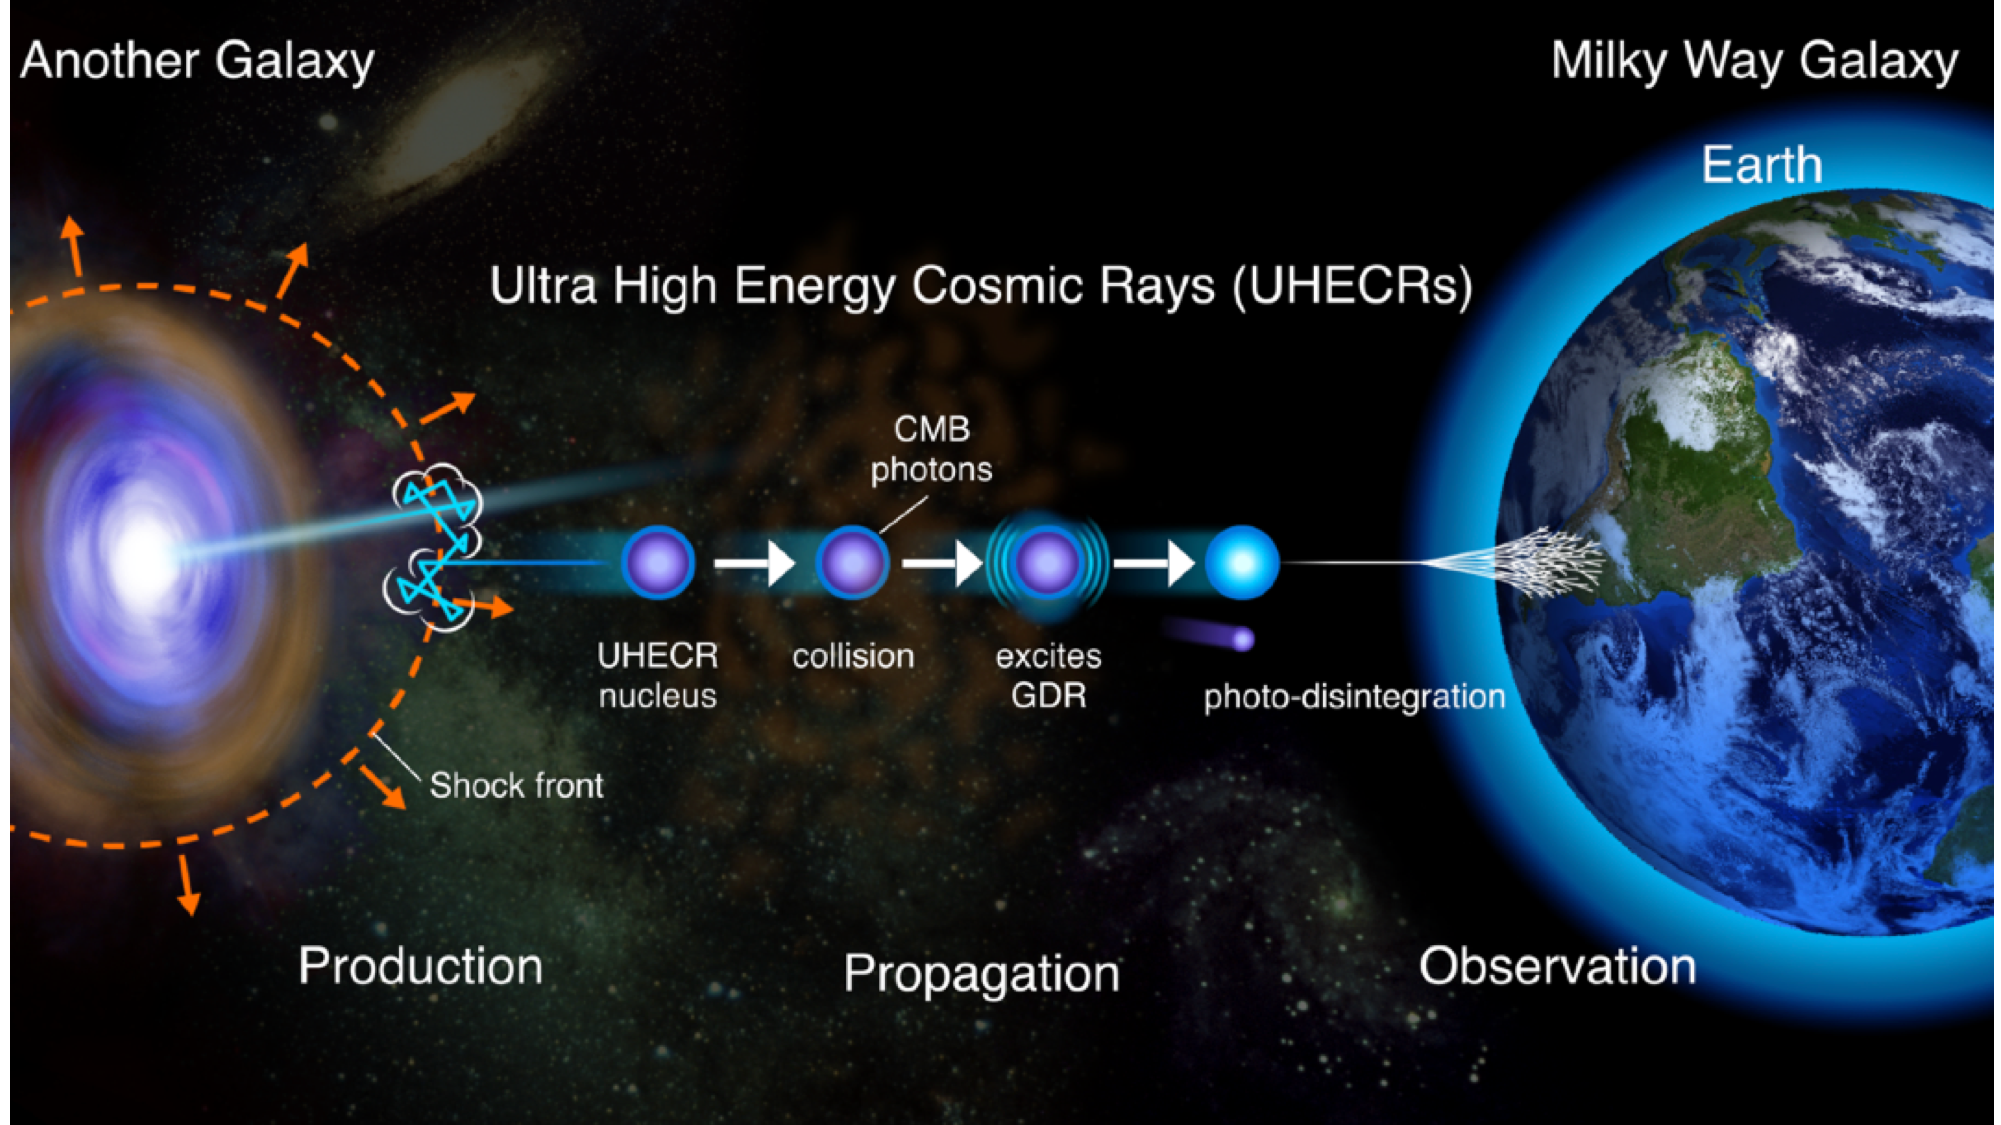 Another Galaxy
Milky Way Galaxy
Earth
Ultra High Energy Cosmic Rays (UHECRs)
CMB
photons
UHECR
nucleus
collision
excites
GDR
photo-disintegration
Shock front
Production
Propagation
Observation